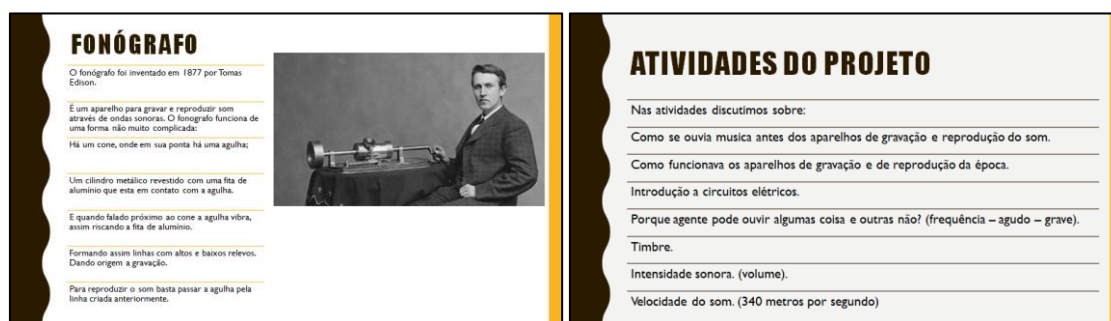 FONÓGRAFO
O fonógrafo foi inventado em 1877 por Tomas
Edison.
É um aparelho para gravar e reproduzir som
através de ondas sonoras. O fonografo funciona de
uma forma não muito complicada:
Há um cone, onde em sua ponta há uma agulha;
Um cilindro metálico revestido com uma fita de
alumínio que esta em contato com a agulha.
E quando falado próximo ao cone a agulha vibra,
assim riscando a fita de alumínio.
Formando assim linhas com altos e baixos relevos.
Dando origem a gravação.
Para reproduzir o som basta passar a agulha pela
linha criada anteriormente.
ATIVIDADES DO PROJETO
Nas atividades discutimos sobre:
Como se ouvia musica antes dos aparelhos de gravação e reprodução do som.
Como funcionava os aparelhos de gravação e de reprodução da época.
Introdução a circuitos elétricos.
Porque agente pode ouvir algumas coisa e outras não? (frequência – agudo – grave).
Timbre.
Intensidade sonora. (volume).
Velocidade do som. (340 metros por segundo)